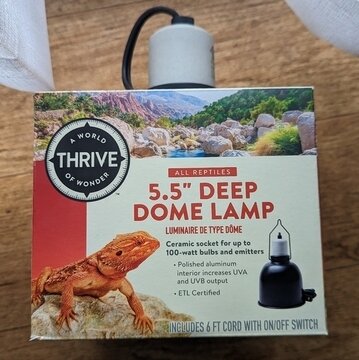 A WORLD
THRIVE
OF WONDER
ALL REPTILES
5.5" DEEP
DOME LAMP
LUMINAIRE DE TYPE DÔME
Ceramic socket for up to
100-watt bulbs and emitters
• Polished aluminum
interior increases UVA
and UVB output
• ETL Certified
INCLUDES 6 FT CORD WITH ON/OFF SWITCH